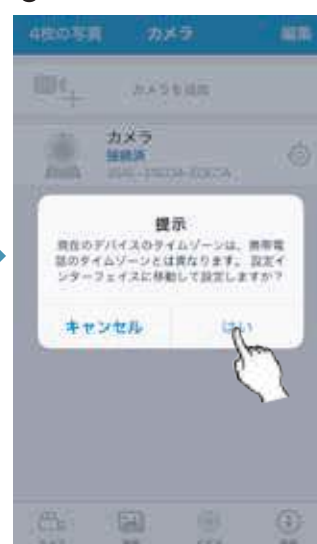 4枚の写真 カメラ 編集
カメラを追加
カメラ
接続済
提示
現在のデバイスのタイムゾーンは、携帯電
話のタイムゾーンとは異なります。 設定イ
ンターフェイスに移動して設定しますか?
キャンセル はい